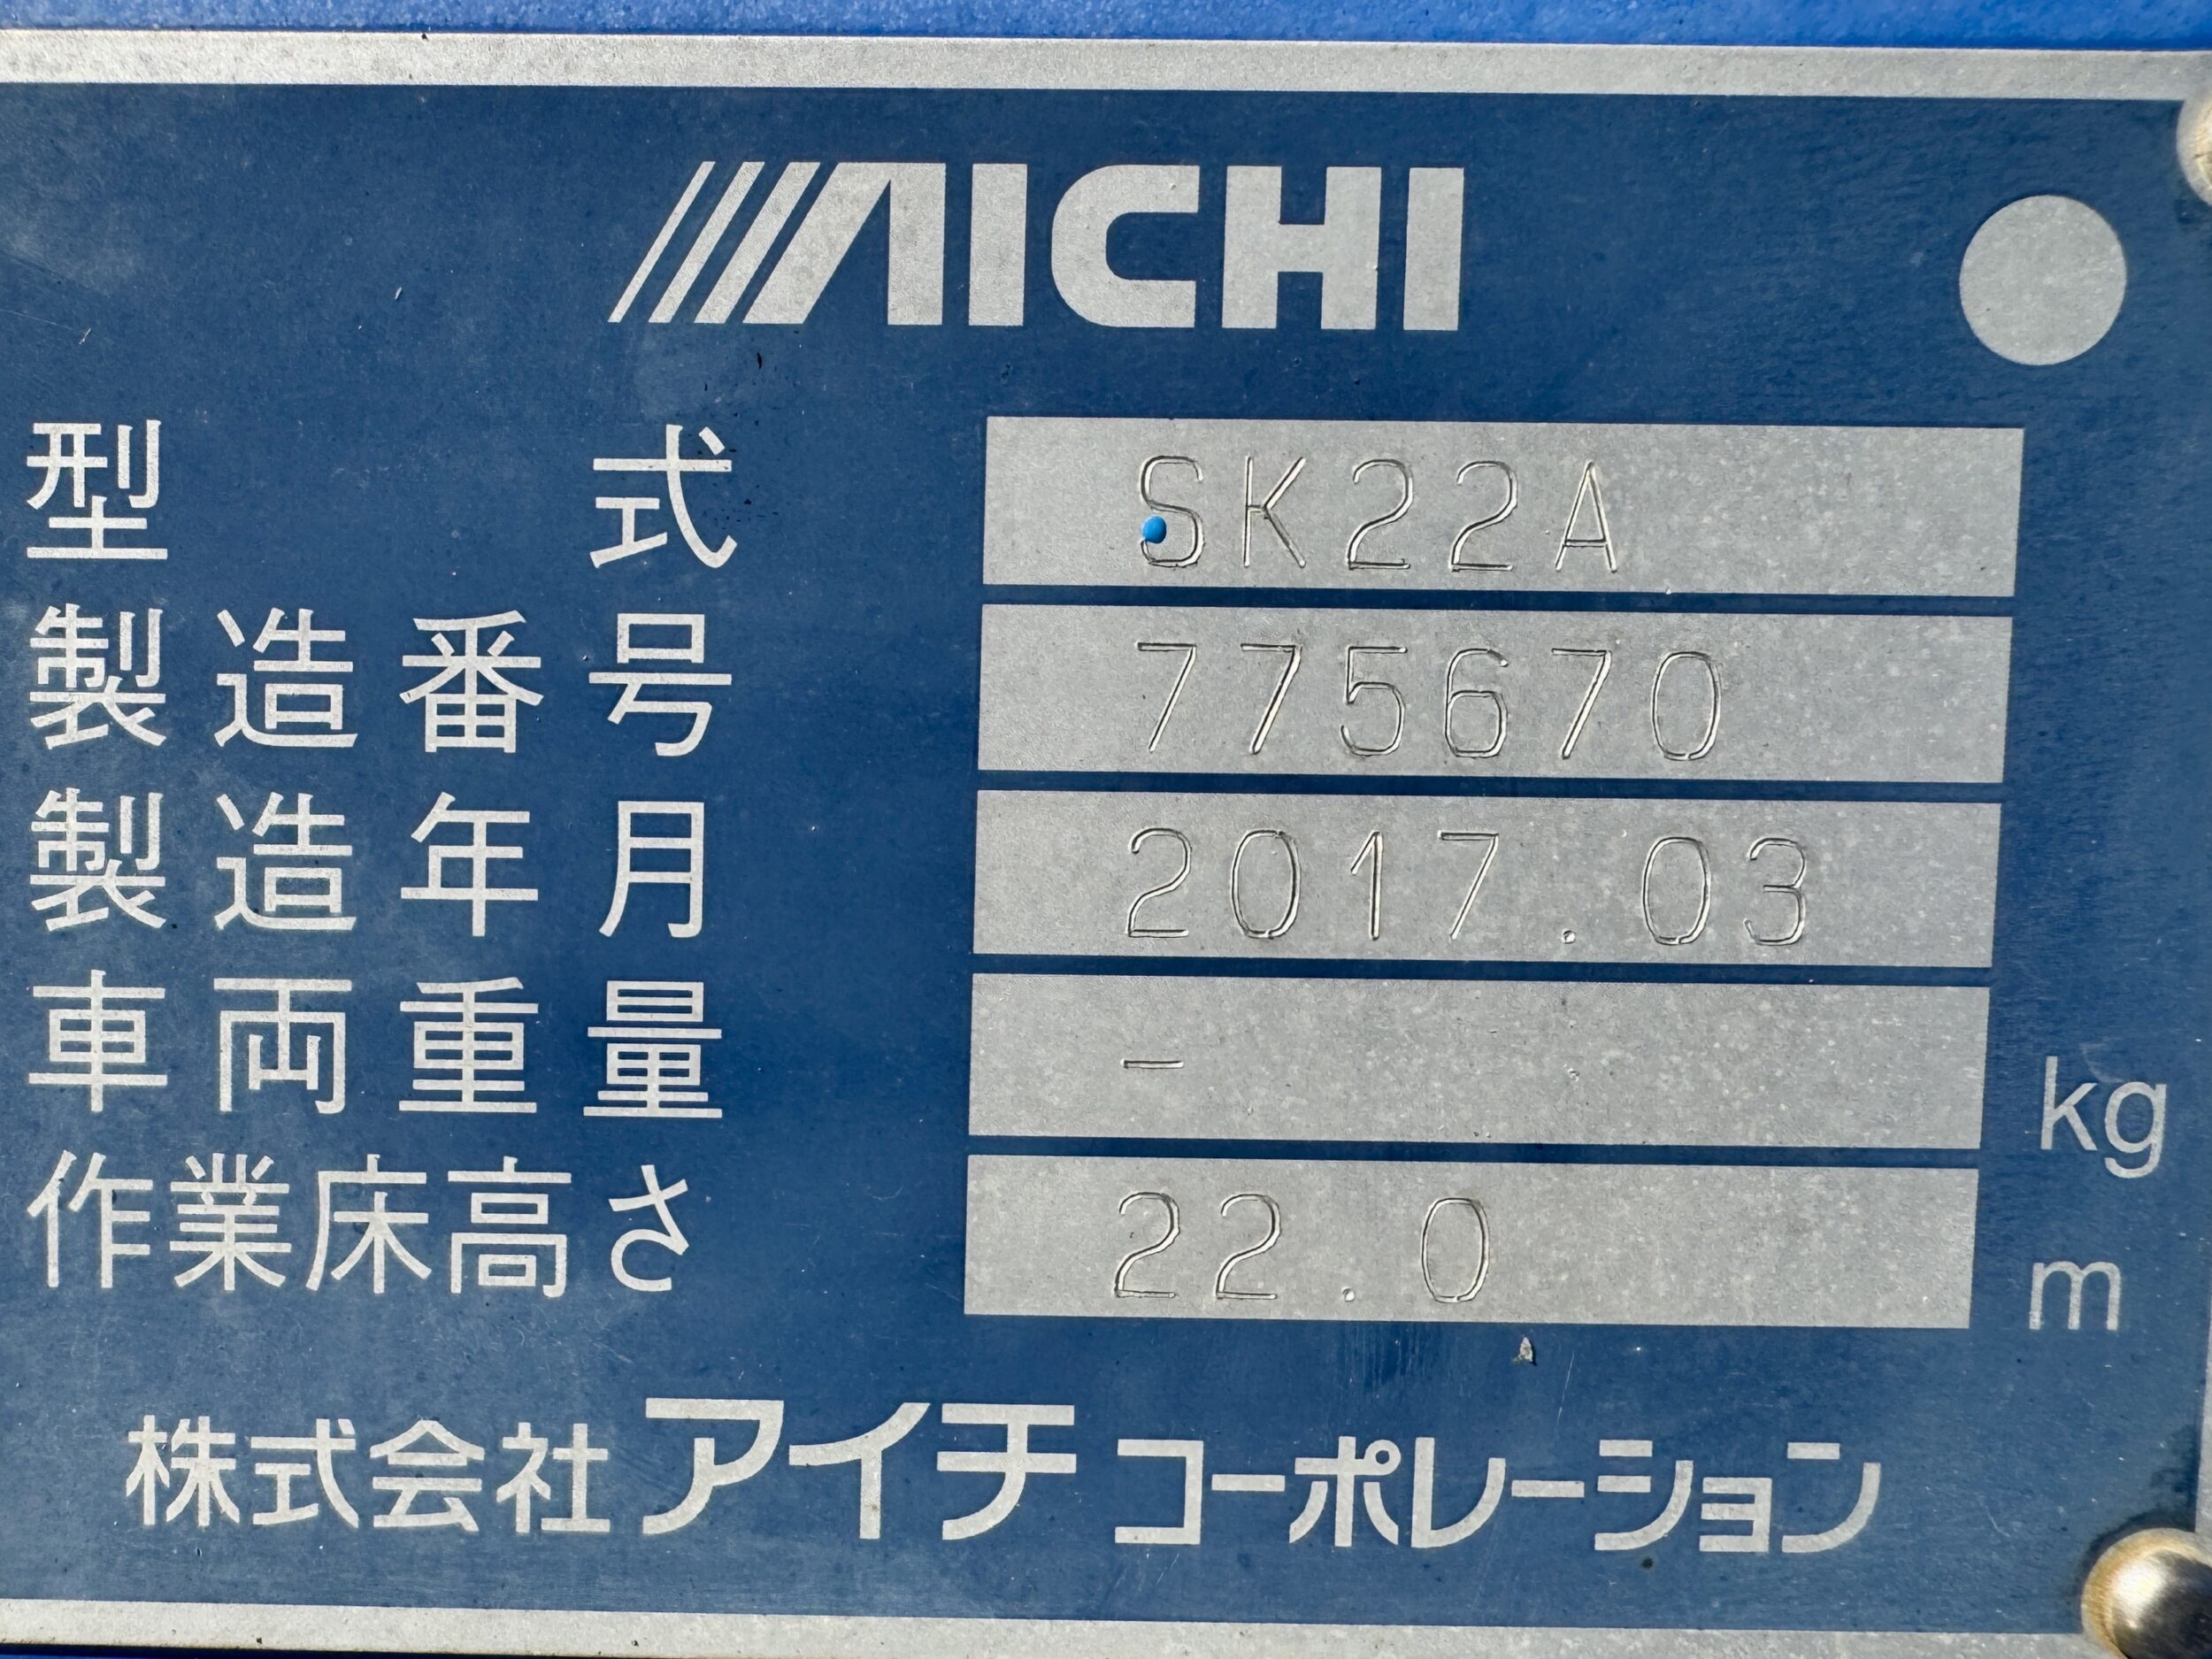 AICHI
型式 SK22A
製造番号 775670
製造年月 2017.03
車両重量 - kg
作業床高さ 22.0 m
株式会社アイチコーポレーション